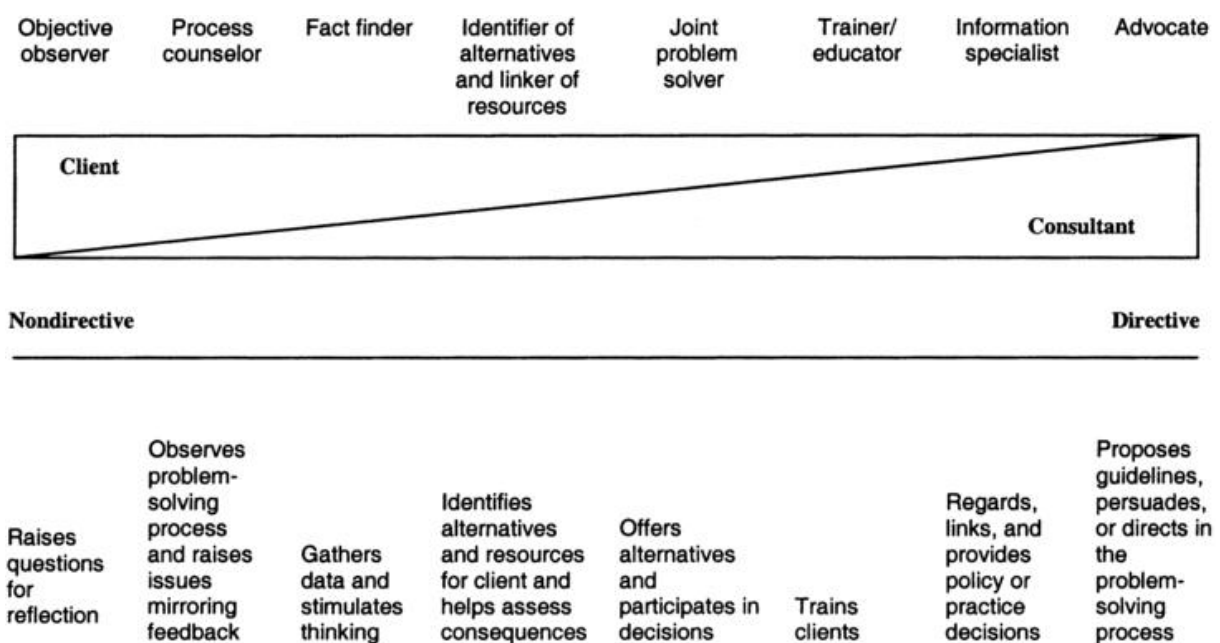 Objective
observer
Process
counselor
Fact finder
Identifier of
alternatives
and linker of
resources
Joint
problem
solver
Trainer/
educator
Information
specialist
Advocate
Client
Consultant
Nondirective
Directive
Raises
questions
for
reflection
Observes
problem-
solving
process
and raises
issues
mirroring
feedback
Gathers
data and
stimulates
thinking
Identifies
alternatives
and resources
for client and
helps assess
consequences
Offers
alternatives
and
participates in
decisions
Trains
clients
Regards,
links, and
provides
policy or
practice
decisions
Proposes
guidelines,
persuades,
or directs in
the
problem-
solving
process